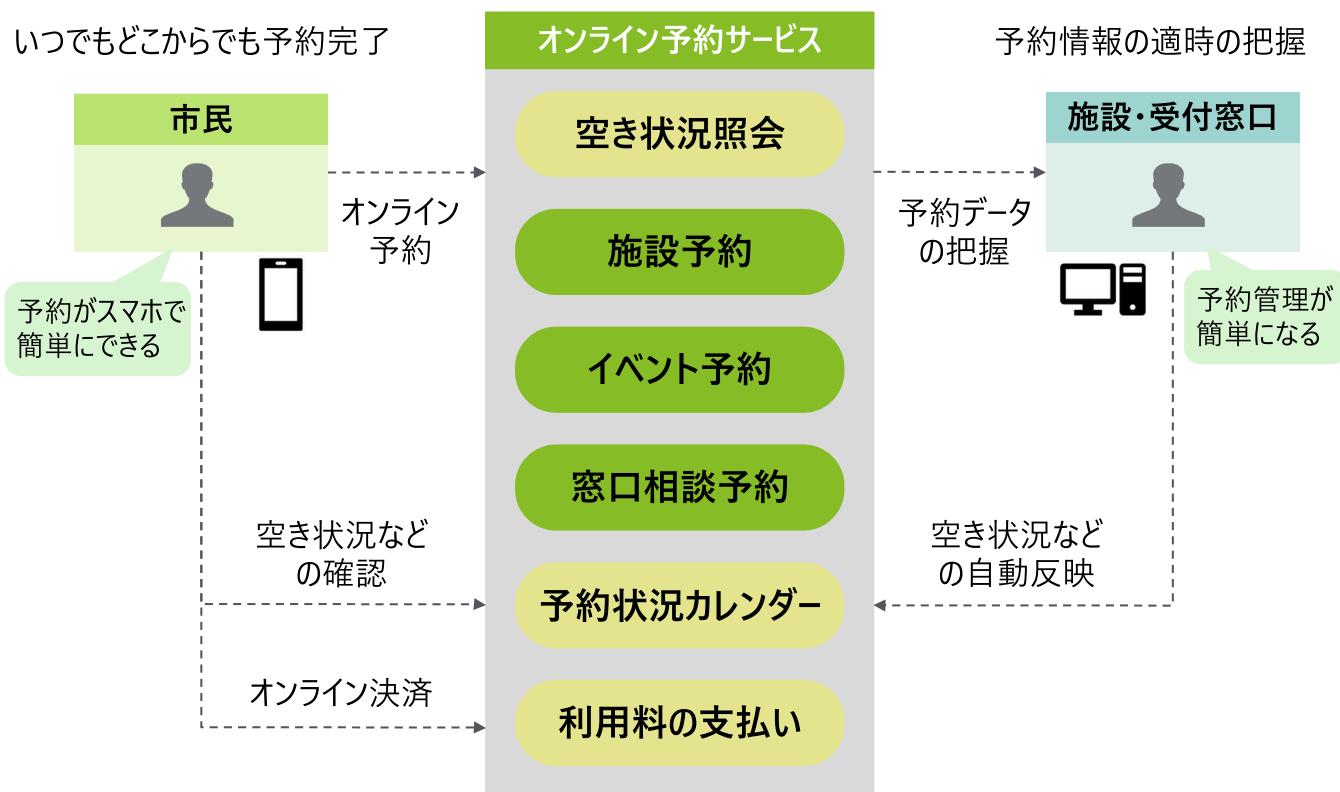 いつでもどこからでも予約完了
市民
オンライン
予約
予約がスマホで
簡単にできる
空き状況など
の確認
オンライン決済
オンライン予約サービス
空き状況照会
施設予約
イベント予約
窓口相談予約
予約状況カレンダー
利用料の支払い
予約情報の適時の把握
施設・受付窓口
予約データ
の把握
予約管理が
簡単になる
空き状況など
の自動反映